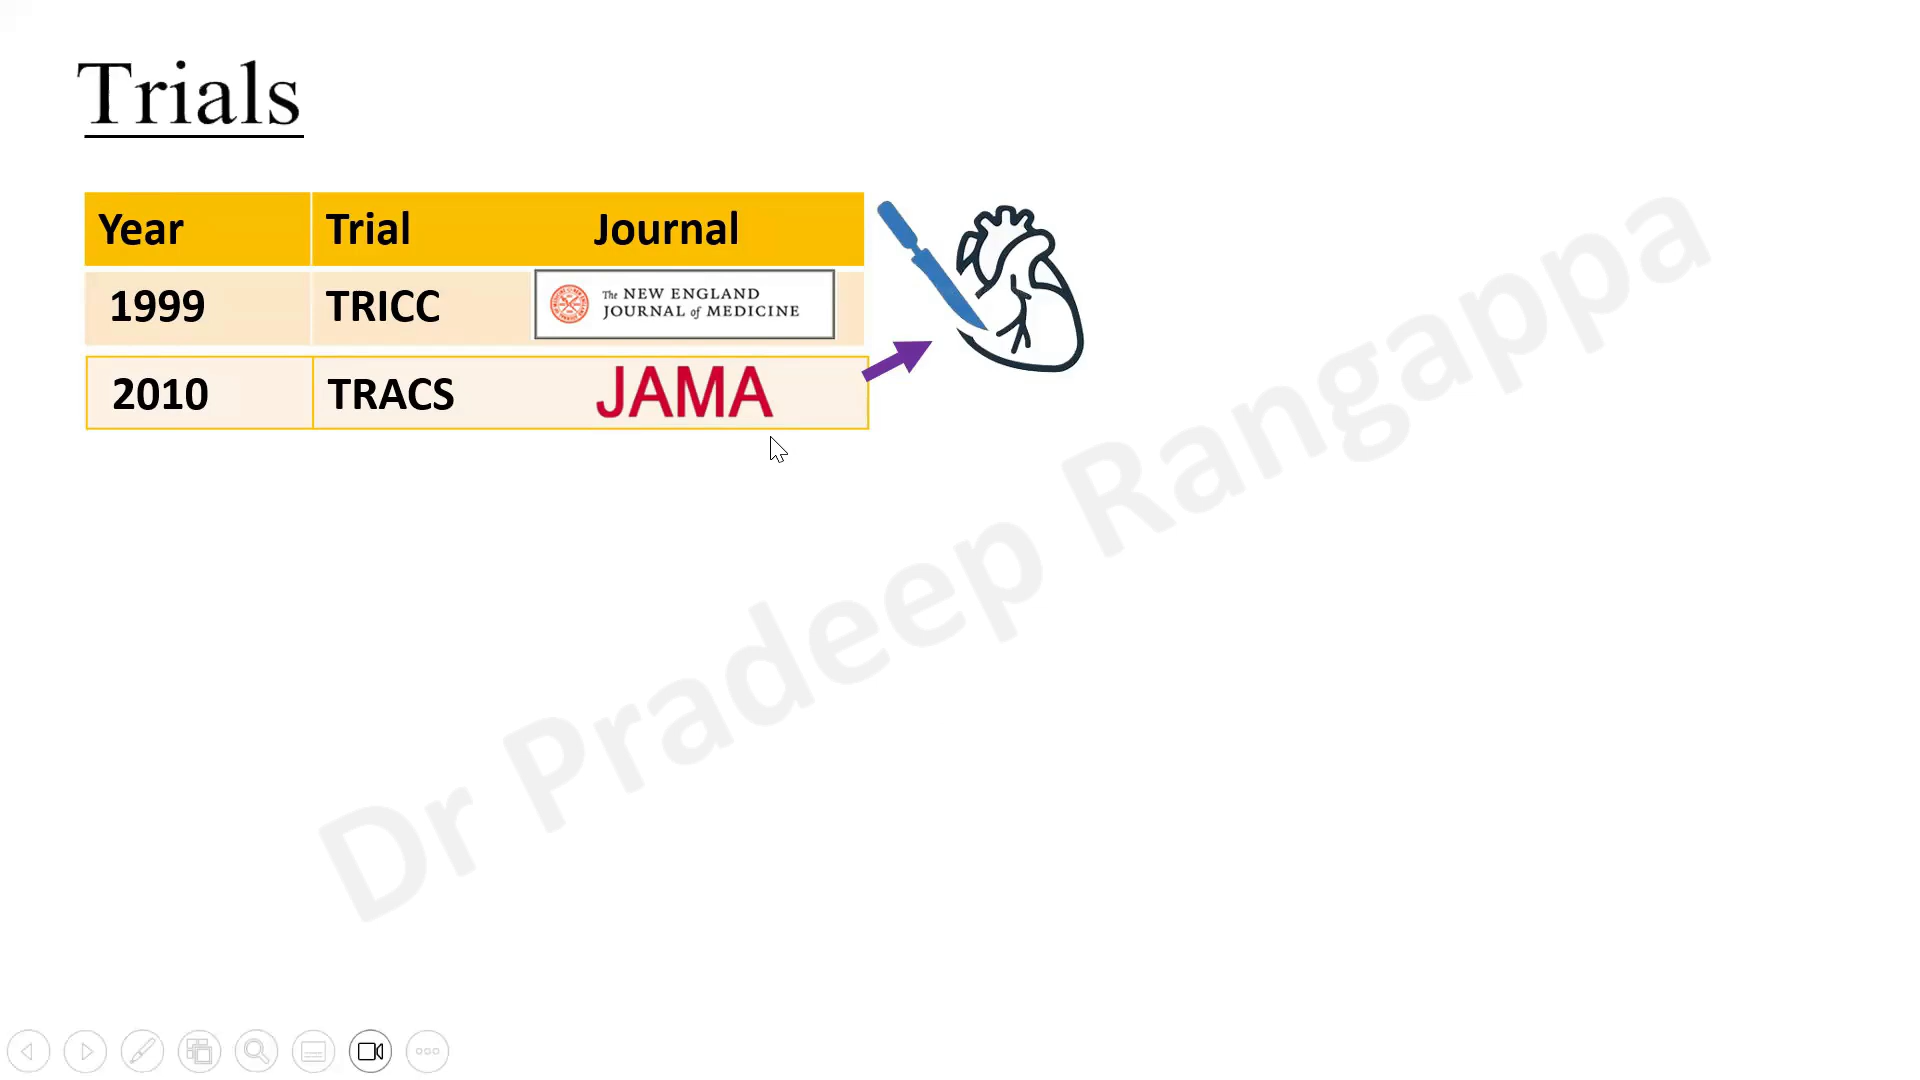 Trials
Year Trial Journal
1999 TRICC The NEW ENGLAND
JOURNAL of MEDICINE
2010 TRACS JAMA
Dr Pradeep Rangappa